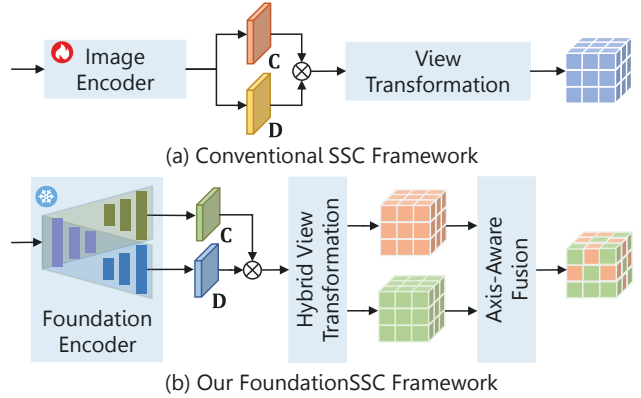 Image
Encoder
C
D
View
Transformation
(a) Conventional SSC Framework
Foundation
Encoder
C
D
Hybrid View
Transformation
Axis-Aware
Fusion
(b) Our FoundationSSC Framework